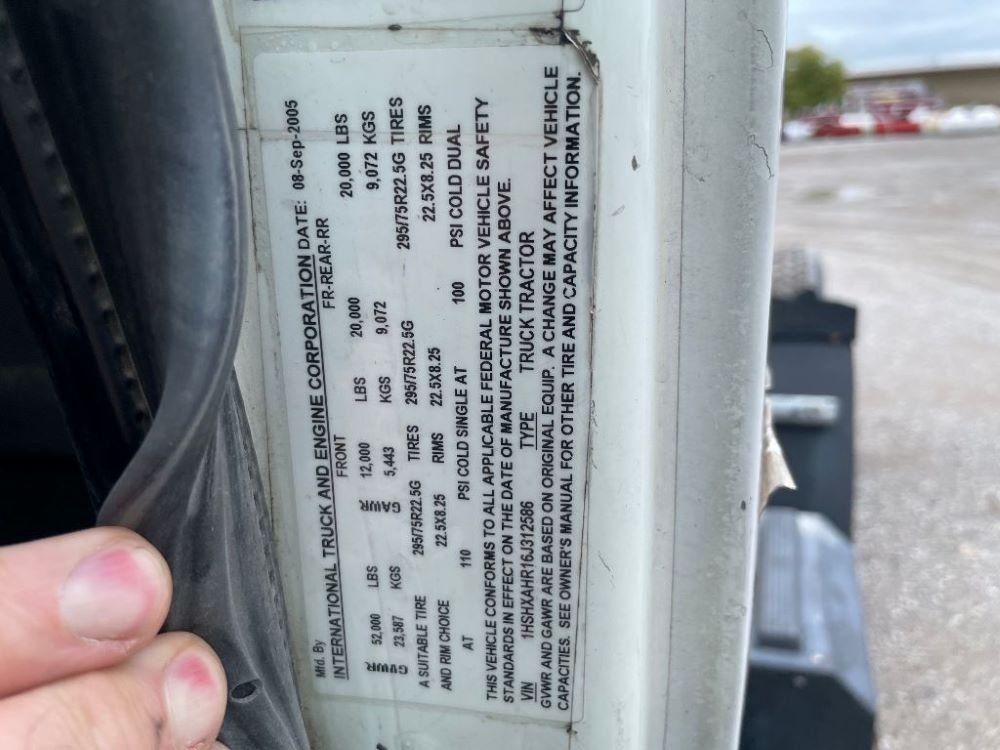 Mfd. By
INTERNATIONAL TRUCK AND ENGINE CORPORATION DATE: 08-Sep-2005
FRONT FR-REAR-RR
GVWR 52,000 LBS GAWR 12,000 LBS 20,000 20,000 LBS
23,587 KGS 5,443 KGS 9,072 9,072 KGS
A SUITABLE TIRE 295/75R22.5G TIRES 295/75R22.5G 295/75R22.5G TIRES
AND RIM CHOICE 22.5X8.25 RIMS 22.5X8.25 22.5X8.25 RIMS
AT 110 PSI COLD SINGLE AT 100 PSI COLD DUAL
THIS VEHICLE CONFORMS TO ALL APPLICABLE FEDERAL MOTOR VEHICLE SAFETY
STANDARDS IN EFFECT ON THE DATE OF MANUFACTURE SHOWN ABOVE.
VIN 1HSHXAHR16J312586 TYPE TRUCK TRACTOR
GVWR AND GAWR ARE BASED ON ORIGINAL EQUIP. A CHANGE MAY AFFECT VEHICLE
CAPACITIES. SEE OWNER'S MANUAL FOR OTHER TIRE AND CAPACITY INFORMATION.